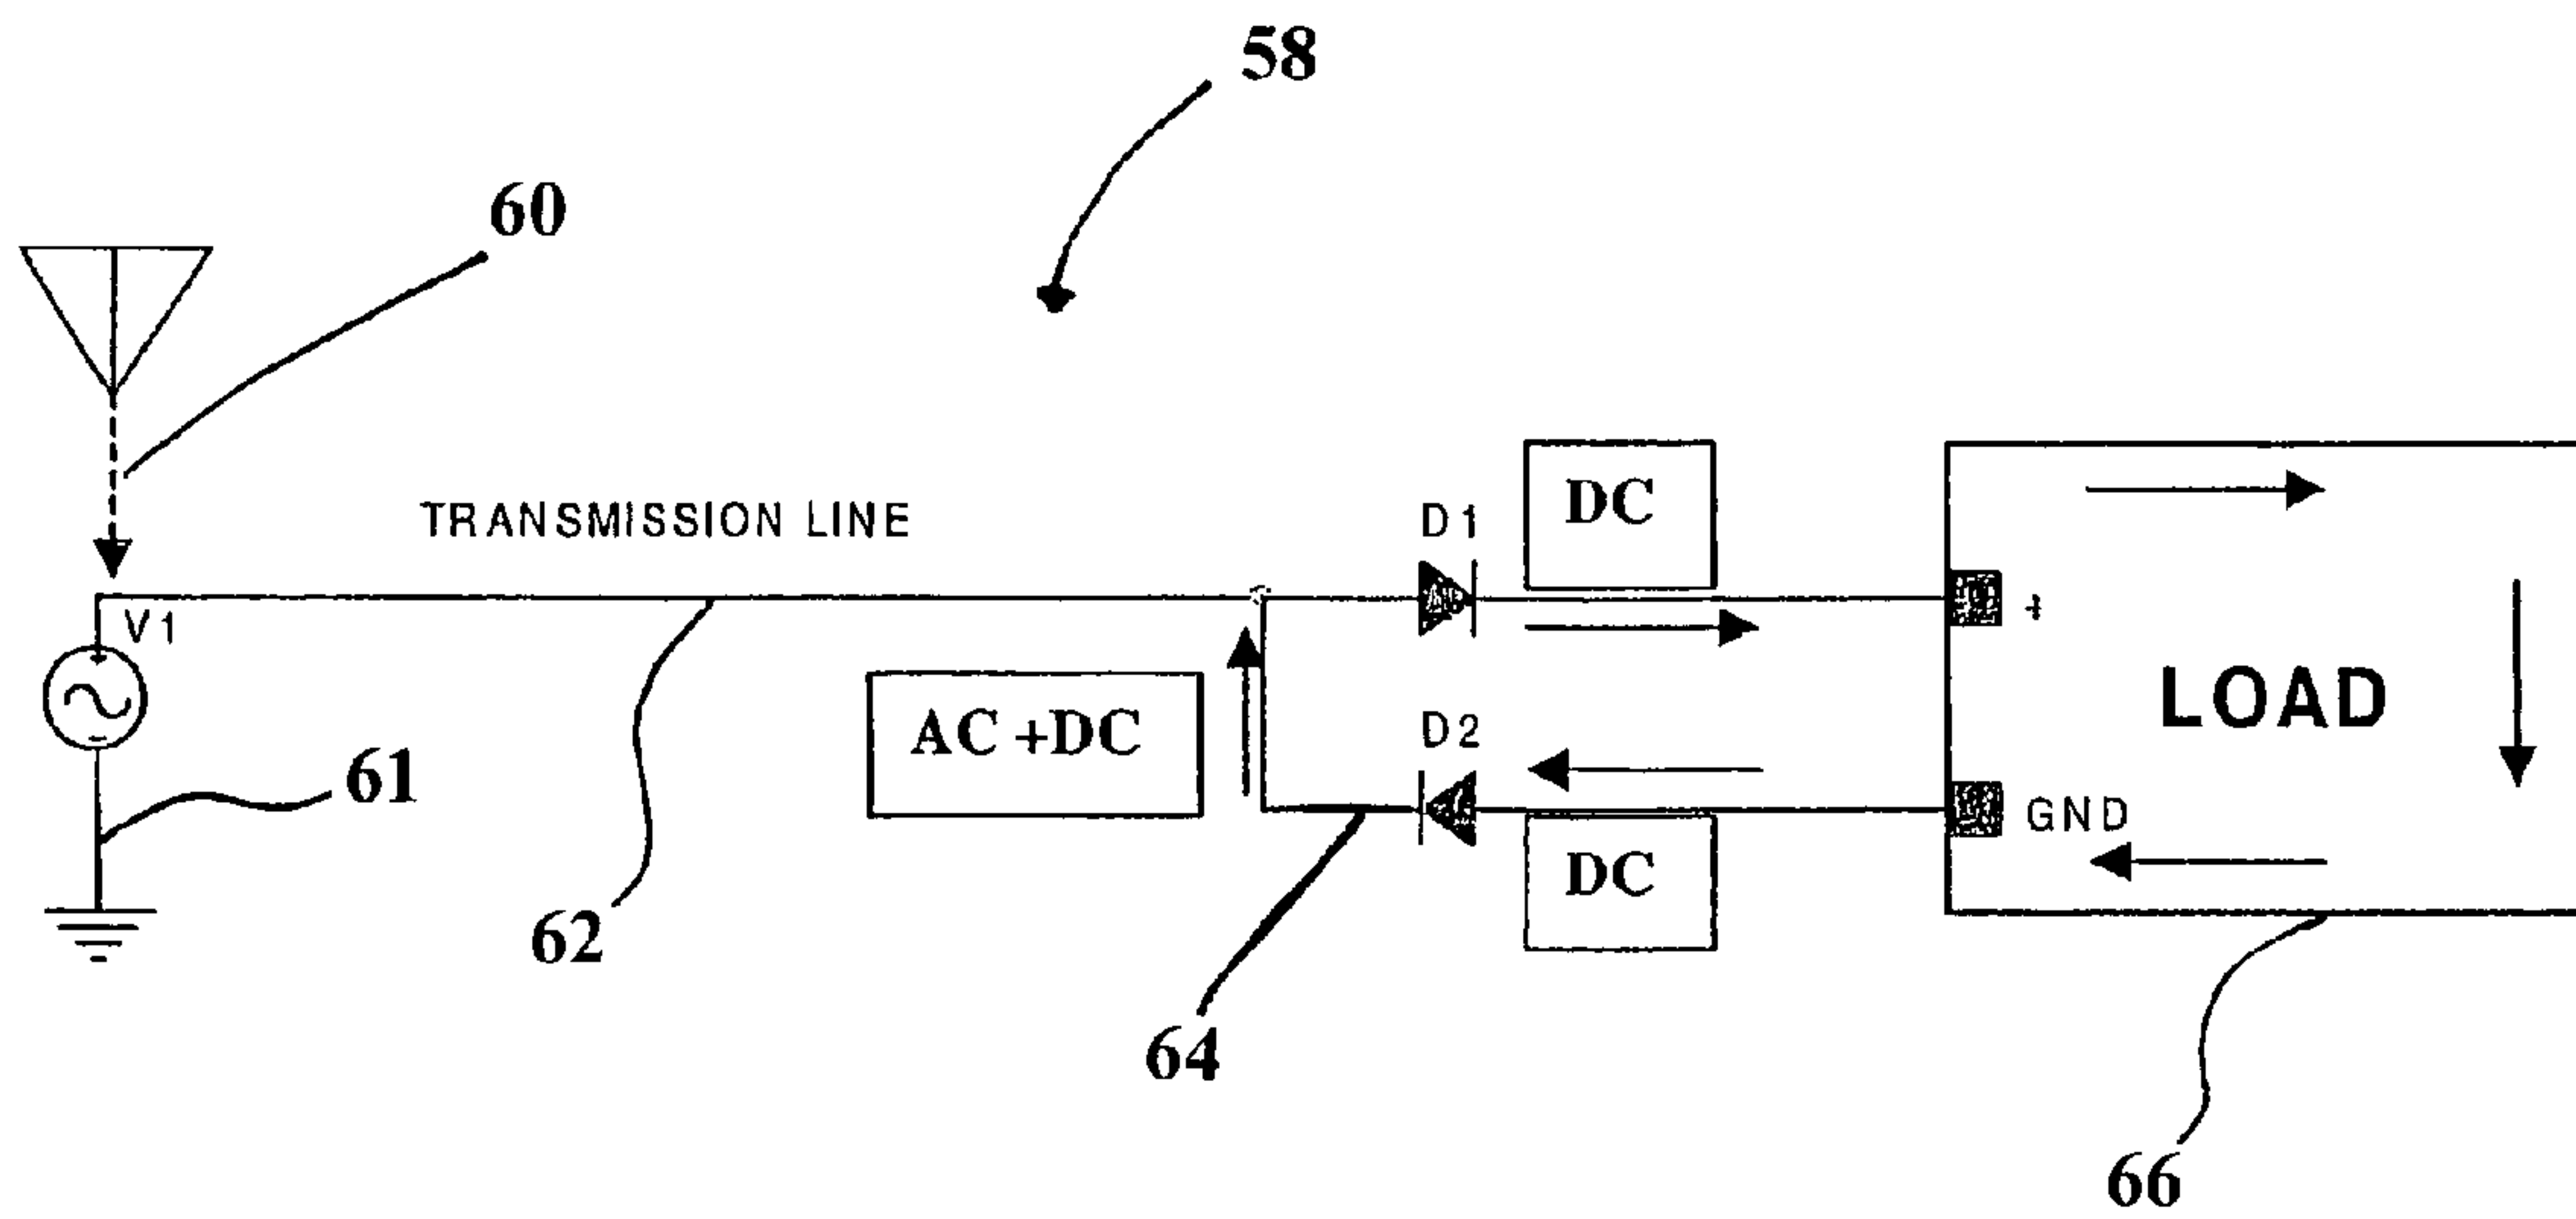 58
60
TRANSMISSION LINE
D1
DC
V1
+
AC +DC
D2
LOAD
61
GND
DC
62
64
66